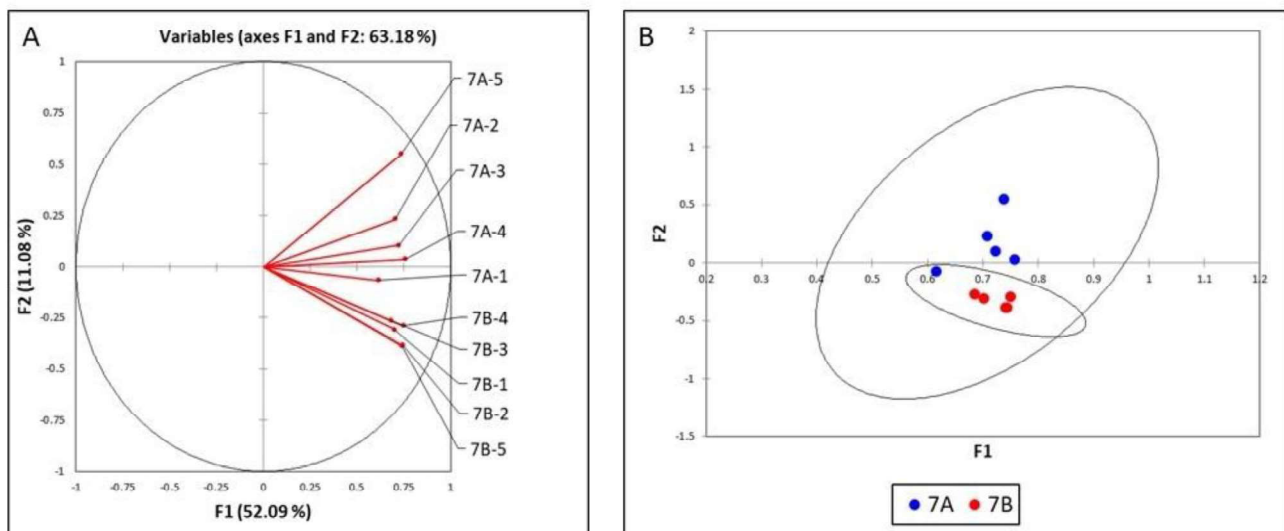 A
Variables (axes F1 and F2: 63.18 %)
1
0.75
0.5
0.25
0
-0.25
-0.5
-0.75
-1
F2 (11.08 %)
7A-5
7A-2
7A-3
7A-4
7A-1
7B-4
7B-3
7B-1
7B-2
7B-5
-1 -0.75 -0.5 -0.25 0 0.25 0.5 0.75 1
F1 (52.09 %)
B
2
1.5
1
0.5
0
-0.5
-1
-1.5
F2
0.2 0.3 0.4 0.5 0.6 0.7 0.8 0.9 1 1.1 1.2
F1
7A 7B